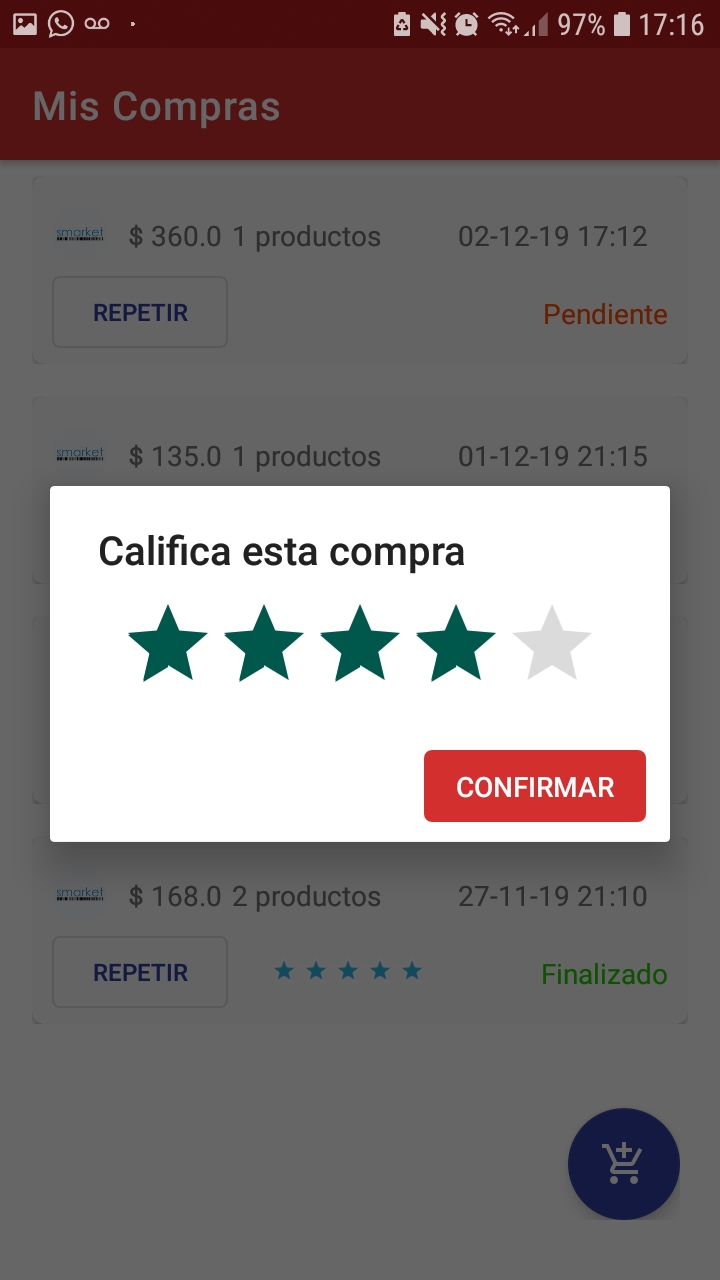 97% 17:16
Mis Compras
smarket $ 360.0 1 productos 02-12-19 17:12
REPETIR Pendiente
smarket $ 135.0 1 productos 01-12-19 21:15
Califica esta compra
CONFIRMAR
smarket $ 168.0 2 productos 27-11-19 21:10
REPETIR Finalizado